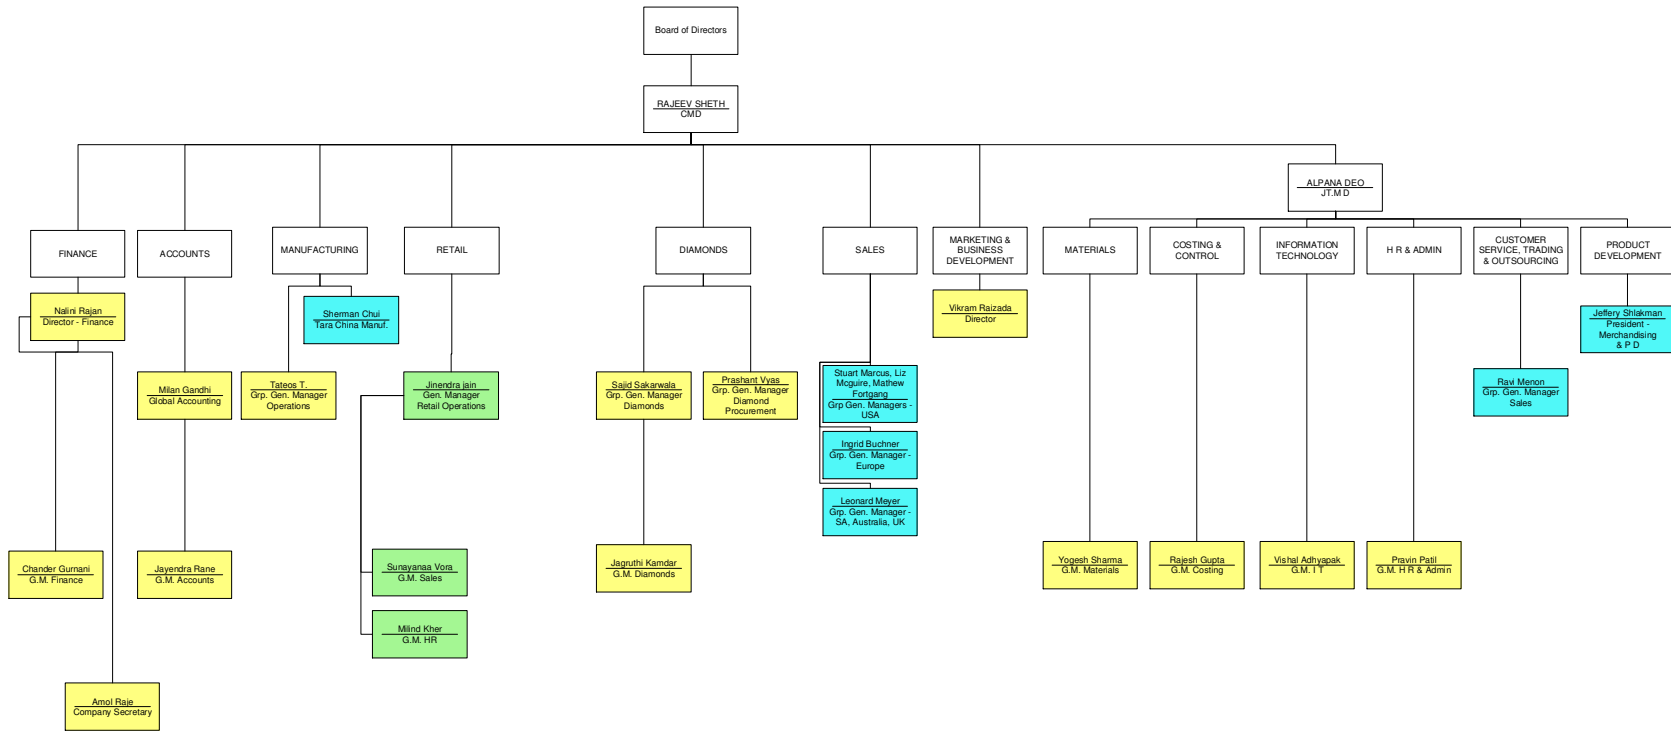 Board of Directors
RAJEEV SHETH
CMD
ALPANA DEO
JT.M D
FINANCE
ACCOUNTS
MANUFACTURING
RETAIL
DIAMONDS
SALES
MARKETING &
BUSINESS
DEVELOPMENT
MATERIALS
COSTING &
CONTROL
INFORMATION
TECHNOLOGY
H R & ADMIN
CUSTOMER
SERVICE, TRADING
& OUTSOURCING
PRODUCT
DEVELOPMENT
Nalini Rajan
Director - Finance
Sherman Chui
Tara China Manuf.
Vikram Raizada
Director
Jeffery Shlakman
President -
Merchandising
& P D
Milan Gandhi
Global Accounting
Tateos T.
Grp. Gen. Manager
Operations
Jinendra jain
Gen. Manager
Retail Operations
Sajid Sakarwala
Grp. Gen. Manager
Diamonds
Prashant Vyas
Grp. Gen. Manager
Diamond
Procurement
Stuart Marcus, Liz
Mcguire, Mathew
Fortgang
Grp Gen. Managers -
USA
Ravi Menon
Grp. Gen. Manager
Sales
Ingrid Buchner
Grp. Gen. Manager -
Europe
Leonard Meyer
Grp. Gen. Manager -
SA, Australia, UK
Chander Gurnani
G.M. Finance
Jayendra Rane
G.M. Accounts
Sunayanaa Vora
G.M. Sales
Jagruthi Kamdar
G.M. Diamonds
Yogesh Sharma
G.M. Materials
Rajesh Gupta
G.M. Costing
Vishal Adhyapak
G.M. I T
Pravin Patil
G.M. H R & Admin
Milind Kher
G.M. HR
Amol Raje
Company Secretary